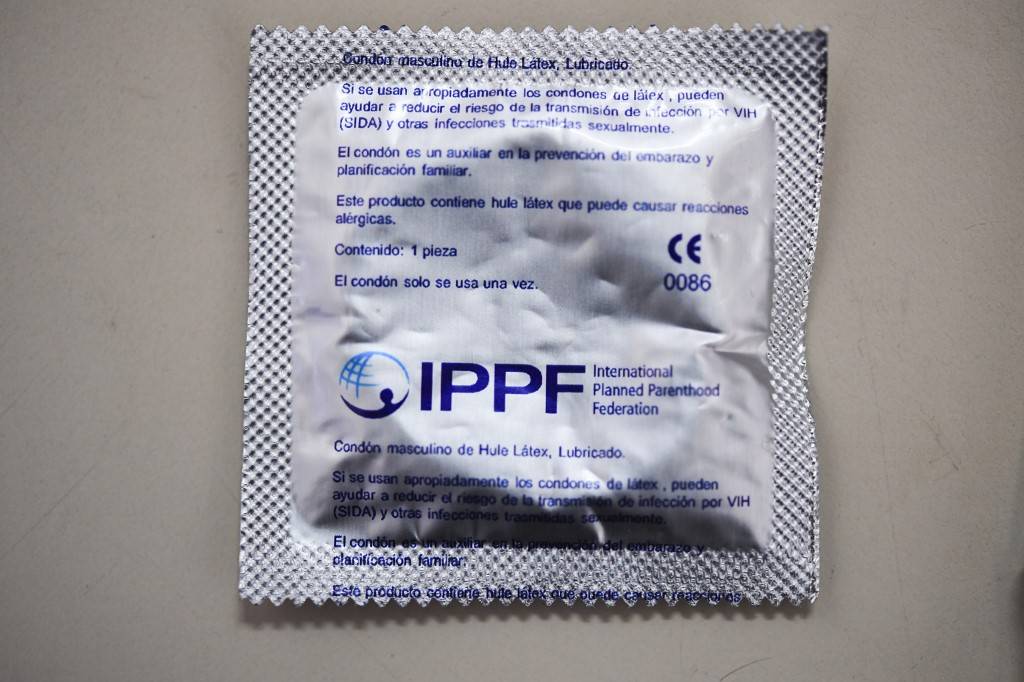 Condón masculino de Hule Látex, Lubricado.
Si se usan apropiadamente los condones de látex , pueden
ayudar a reducir el riesgo de la transmisión de infección por VIH
(SIDA) y otras infecciones trasmitidas sexualmente.
El condón es un auxiliar en la prevención del embarazo y
planificación familiar.
Este producto contiene hule látex que puede causar reacciones
alérgicas.
Contenido: 1 pieza
CE
El condón solo se usa una vez.
0086
IPPF
International
Planned Parenthood
Federation
Condón masculino de Hule Látex, Lubricado.
Si se usan apropiadamente los condones de látex , pueden
ayudar a reducir el riesgo de la transmisión de infección por VIH
(SIDA) y otras infecciones trasmitidas sexualmente.
El condón es un auxiliar en la prevención del embarazo y
planificación familiar.
Este producto contiene hule látex que puede causar reacciones